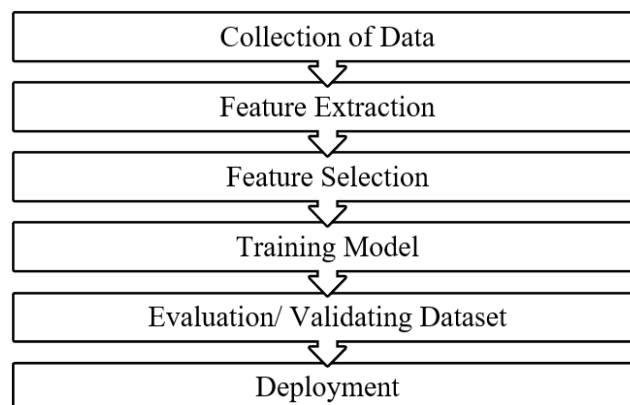 Collection of Data
Feature Extraction
Feature Selection
Training Model
Evaluation/ Validating Dataset
Deployment